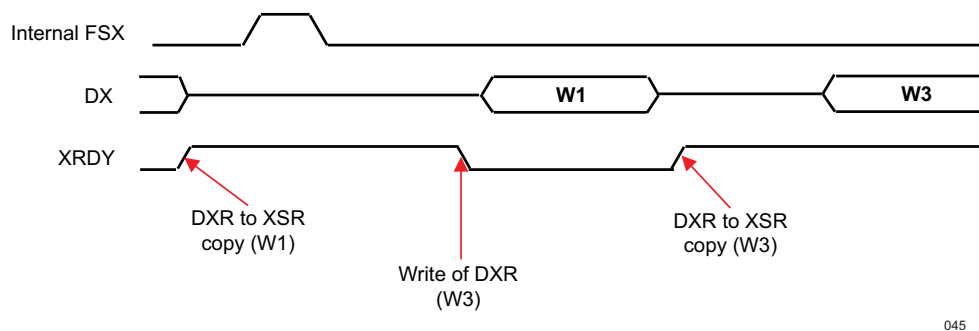 Internal FSX
DX
W1
W3
XRDY
DXR to XSR
copy (W1)
DXR to XSR
copy (W3)
Write of DXR
(W3)
045